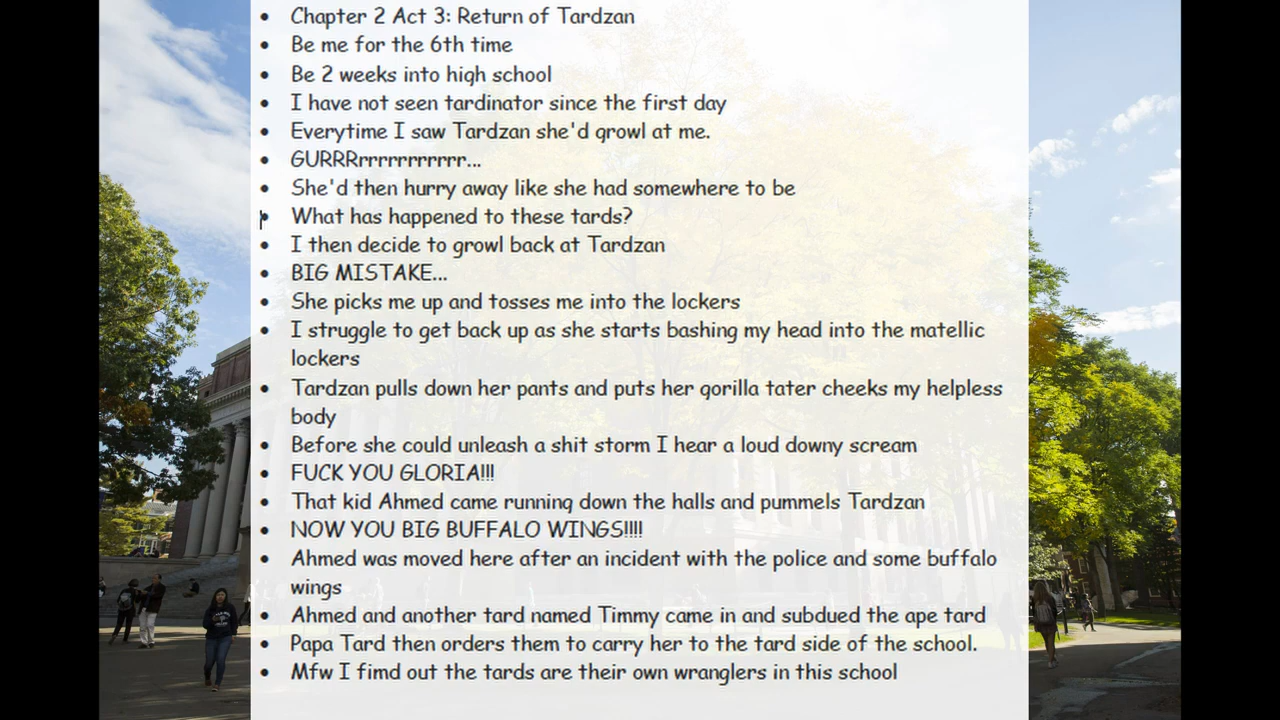 Chapter 2 Act 3: Return of Tardzan
Be me for the 6th time
Be 2 weeks into high school
I have not seen tardinator since the first day
Everytime I saw Tardzan she'd growl at me.
GURRRrrrrrrrrrrr...
She'd then hurry away like she had somewhere to be
What has happened to these tards?
I then decide to growl back at Tardzan
BIG MISTAKE...
She picks me up and tosses me into the lockers
I struggle to get back up as she starts bashing my head into the matellic
lockers
Tardzan pulls down her pants and puts her gorilla tater cheeks my helpless
body
Before she could unleash a shit storm I hear a loud downy scream
FUCK YOU GLORIA!!!
That kid Ahmed came running down the halls and pummels Tardzan
NOW YOU BIG BUFFALO WINGS!!!!
Ahmed was moved here after an incident with the police and some buffalo
wings
Ahmed and another tard named Timmy came in and subdued the ape tard
Papa Tard then orders them to carry her to the tard side of the school.
Mfw I fimd out the tards are their own wranglers in this school